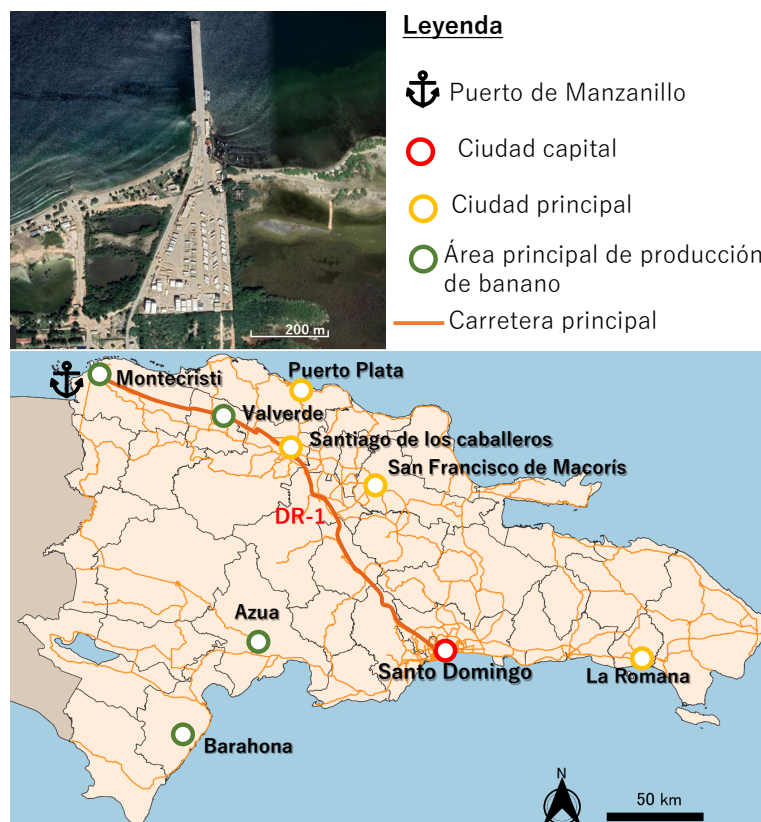 Leyenda
Puerto de Manzanillo
Ciudad capital
Ciudad principal
Área principal de producción
de banano
Carretera principal
200 m
Puerto Plata
Montecristi
Valverde
Santiago de los caballeros
San Francisco de Macorís
DR-1
Azua
Santo Domingo
La Romana
Barahona
N
50 km